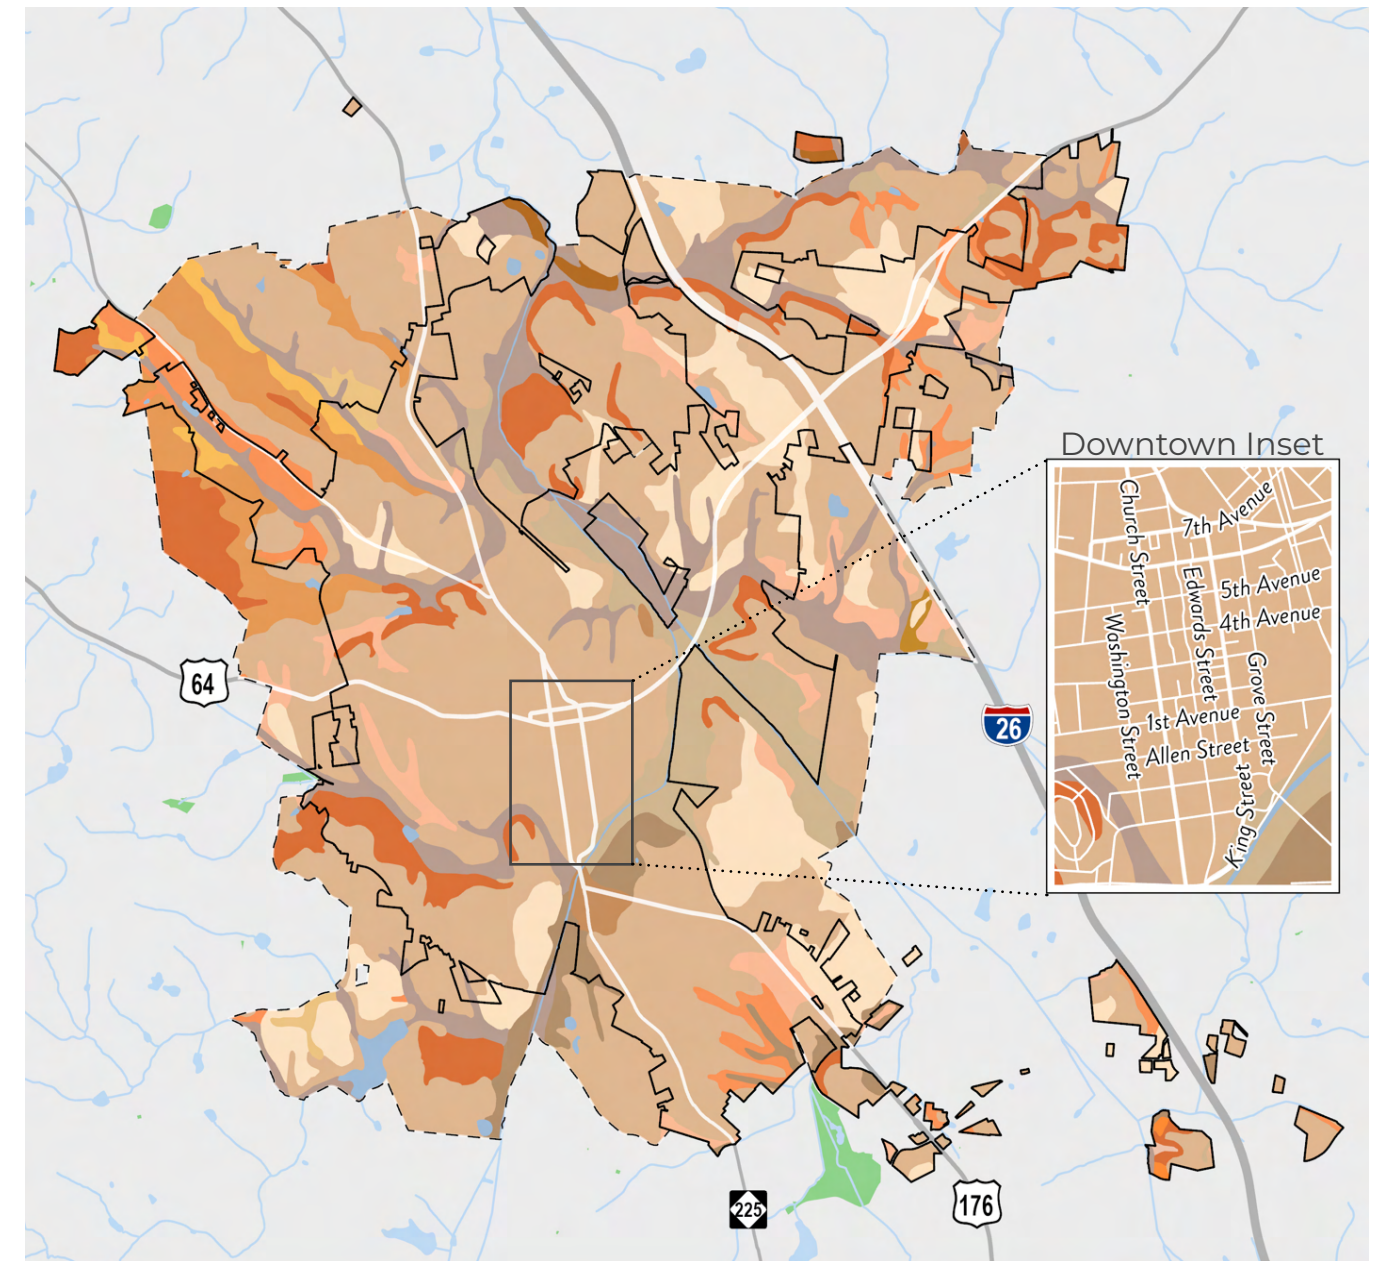 Downtown Inset
Church Street
7th Avenue
Edwards Street
5th Avenue
4th Avenue
Washington Street
Grove Street
1st Avenue
Allen Street
King Street
64
26
225
176